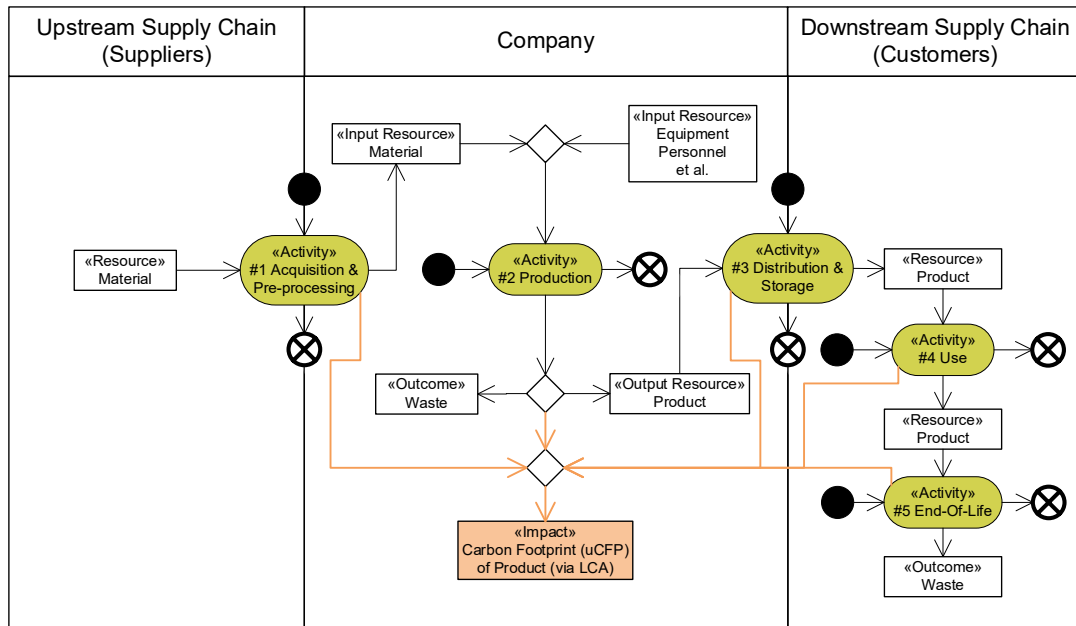 Upstream Supply Chain
(Suppliers)
Company
Downstream Supply Chain
(Customers)
«Input Resource»
Material
«Input Resource»
Equipment
Personnel
et al.
«Resource»
Material
«Activity»
#1 Acquisition &
Pre-processing
«Activity»
#2 Production
«Activity»
#3 Distribution &
Storage
«Resource»
Product
«Activity»
#4 Use
«Outcome»
Waste
«Output Resource»
Product
«Resource»
Product
«Activity»
#5 End-Of-Life
«Impact»
Carbon Footprint (uCFP)
of Product (via LCA)
«Outcome»
Waste